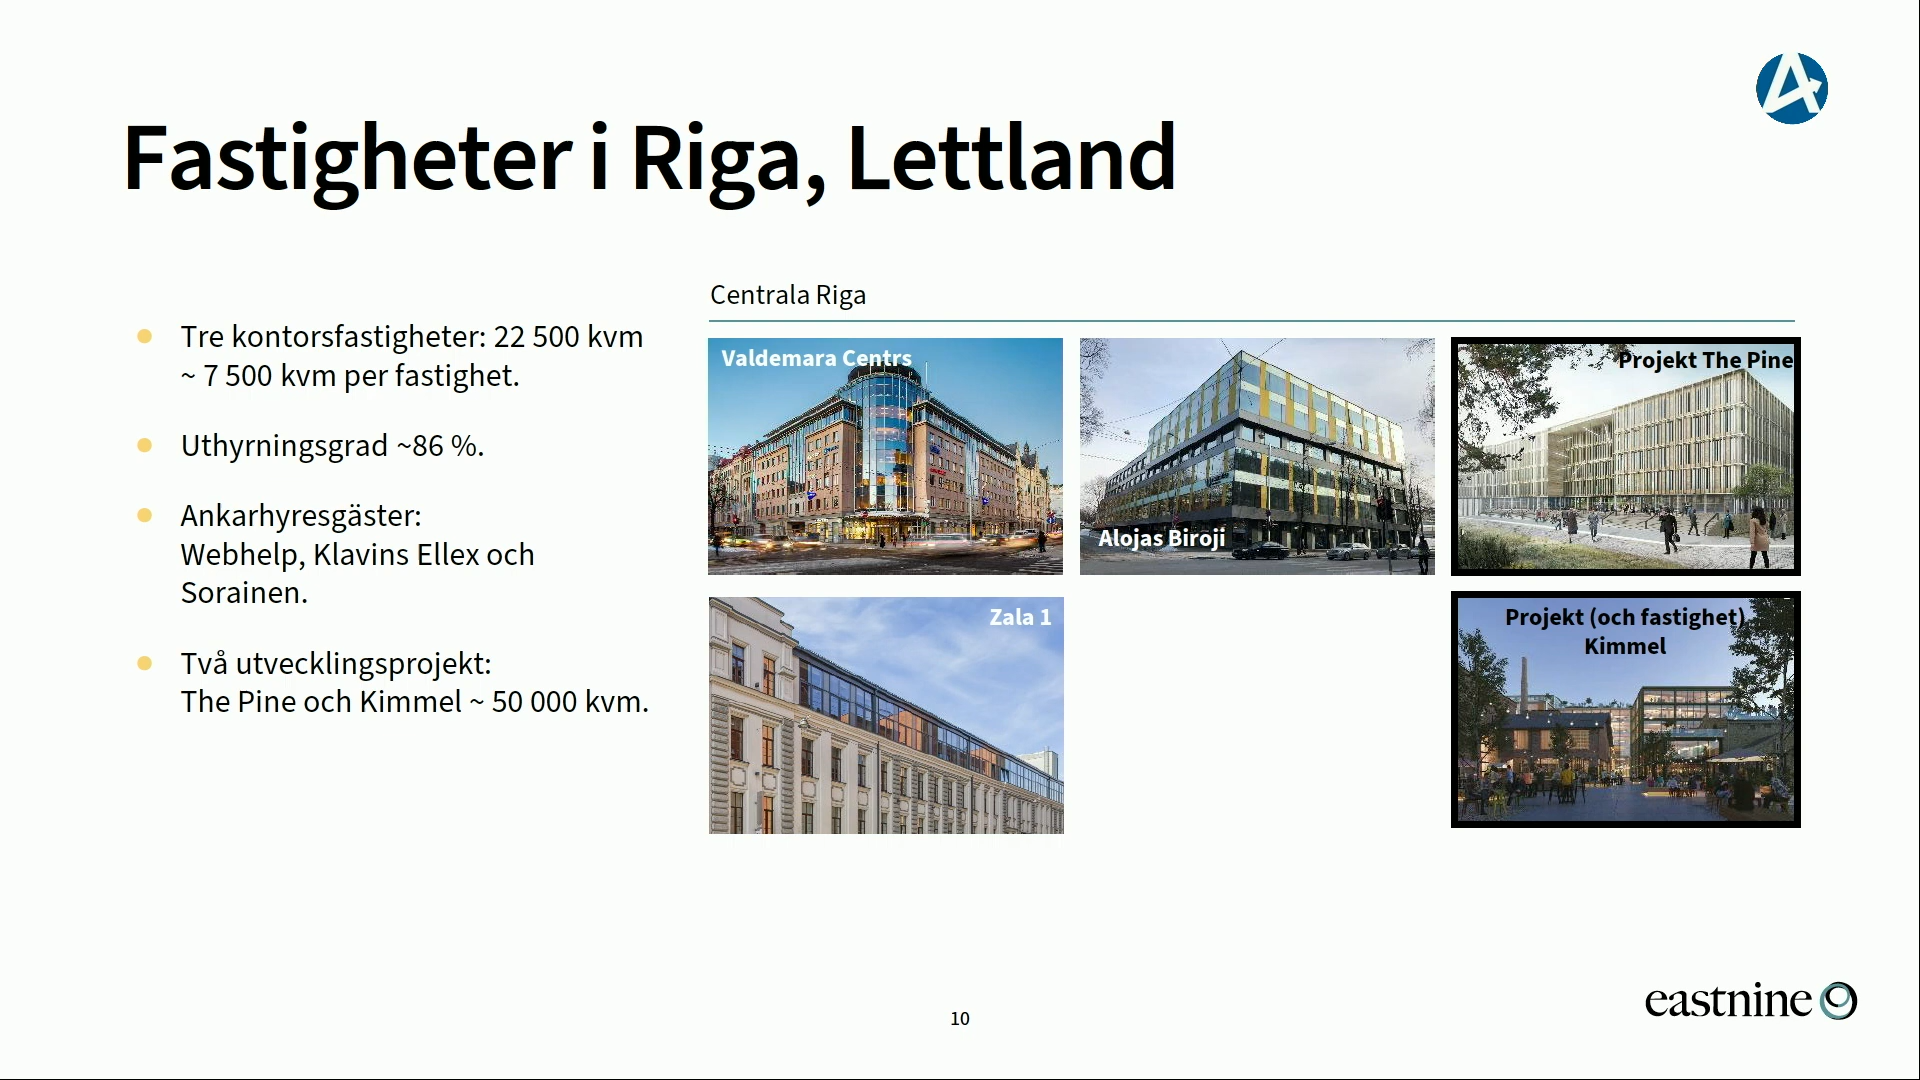 Fastigheter i Riga, Lettland
Tre kontorsfastigheter: 22 500 kvm
~ 7 500 kvm per fastighet.
Uthyrningsgrad ~86 %.
Ankarhyresgäster:
Webhelp, Klavins Ellex och
Sorainen.
Två utvecklingsprojekt:
The Pine och Kimmel ~ 50 000 kvm.
Centrala Riga
Valdemara Centrs
Alojas Biroji
Projekt The Pine
Zala 1
Projekt (och fastighet)
Kimmel
10
eastnine